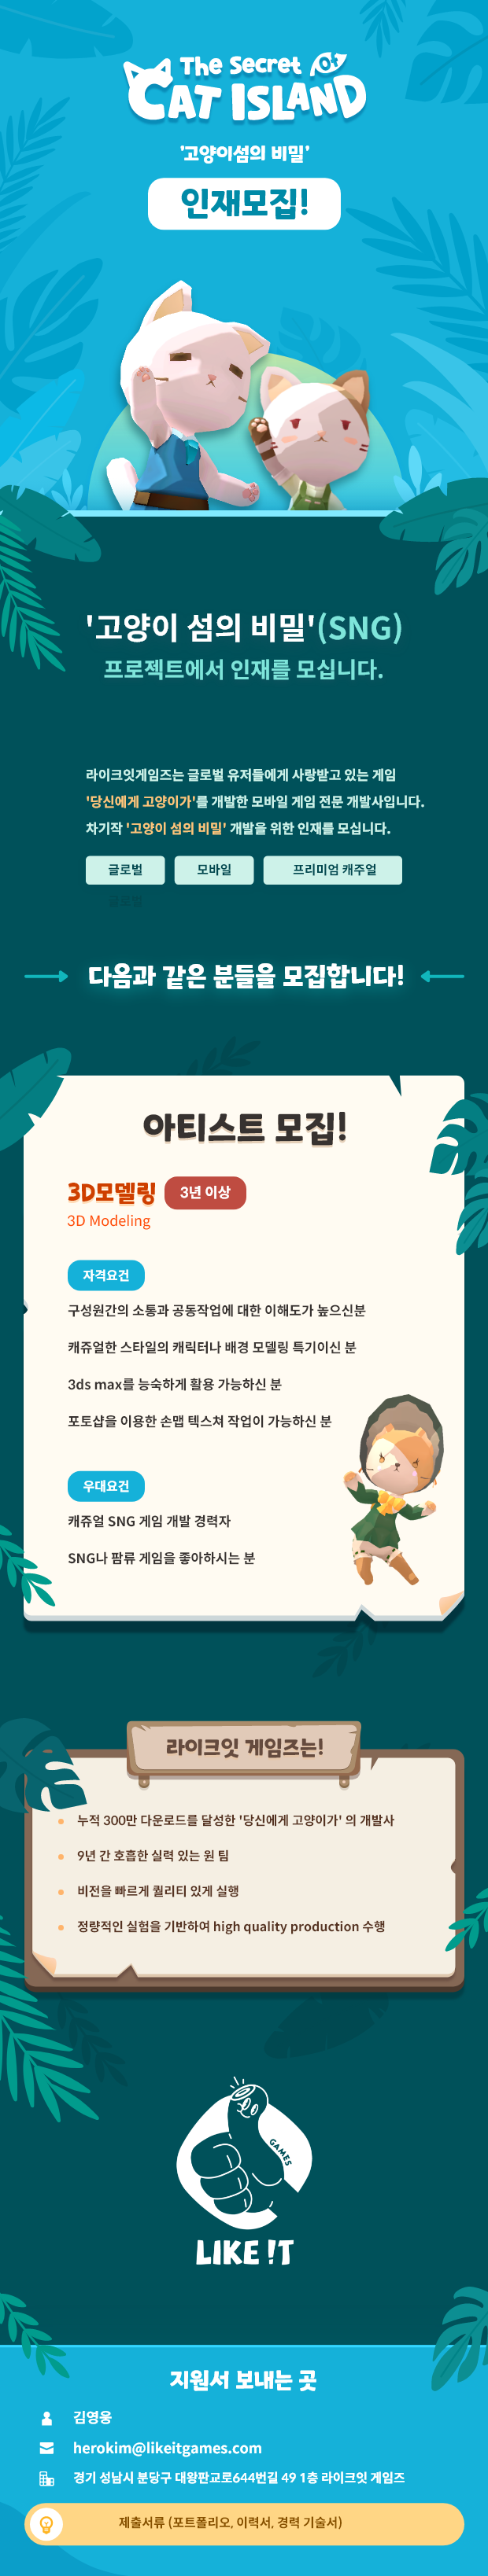 The Secret
CAT ISLAND
'고양이섬의 비밀'
인재모집!
'고양이 섬의 비밀'(SNG)
프로젝트에서 인재를 모십니다.
라이크잇게임즈는 글로벌 유저들에게 사랑받고 있는 게임
'당신에게 고양이가'를 개발한 모바일 게임 전문 개발사입니다.
차기작 '고양이 섬의 비밀' 개발을 위한 인재를 모십니다.
글로벌 모바일 프리미엄 캐주얼
글로벌
다음과 같은 분들을 모집합니다!
아티스트 모집!
3D모델링 3년 이상
3D Modeling
자격요건
구성원간의 소통과 공동작업에 대한 이해도가 높으신분
캐쥬얼한 스타일의 캐릭터나 배경 모델링 특기이신 분
3ds max를 능숙하게 활용 가능하신 분
포토샵을 이용한 손맵 텍스쳐 작업이 가능하신 분
우대요건
캐쥬얼 SNG 게임 개발 경력자
SNG나 팜류 게임을 좋아하시는 분
라이크잇 게임즈는!
누적 300만 다운로드를 달성한 '당신에게 고양이가' 의 개발사
9년 간 호흡한 실력 있는 원 팀
비전을 빠르게 퀄리티 있게 실행
정량적인 실험을 기반하여 high quality production 수행
GAMES
LIKE !T
지원서 보내는 곳
김영웅
herokim@likeitgames.com
경기 성남시 분당구 대왕판교로644번길 49 1층 라이크잇 게임즈
제출서류 (포트폴리오, 이력서, 경력 기술서)